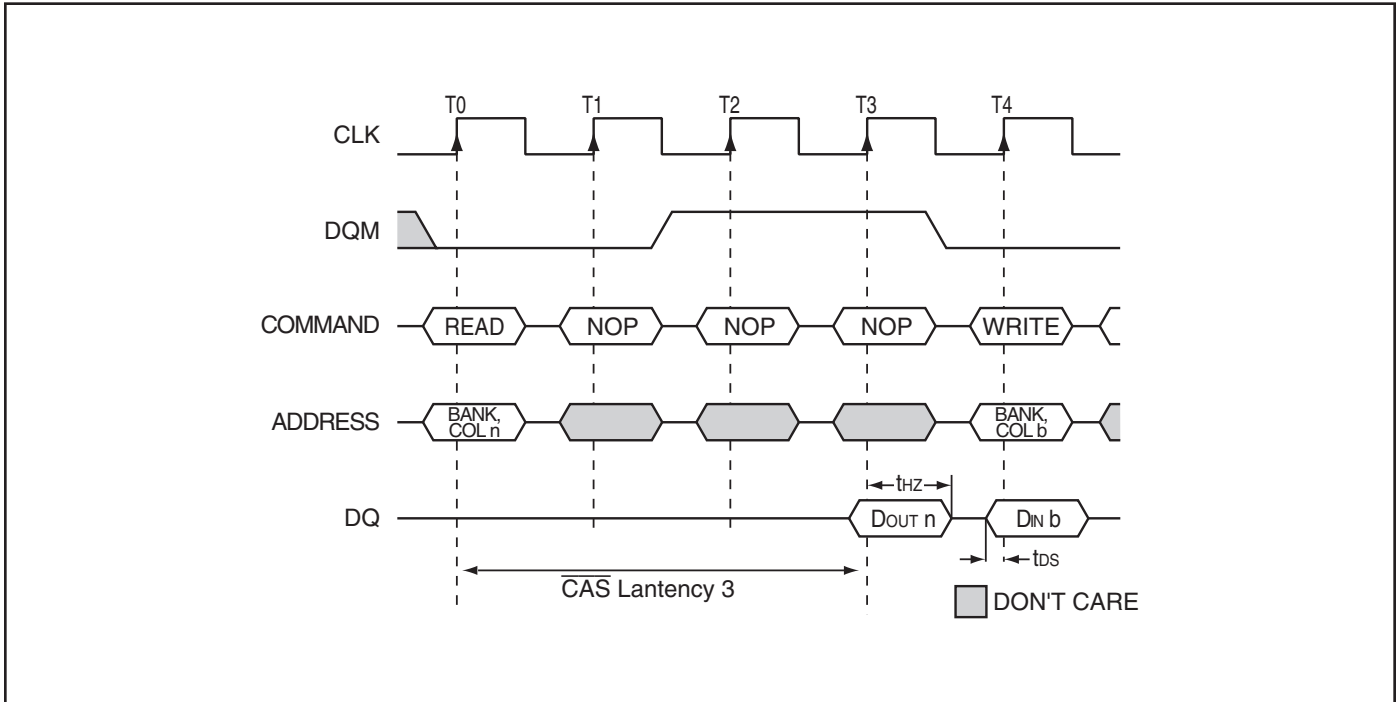 T0 T1 T2 T3 T4
CLK
DQM
COMMAND READ NOP NOP NOP WRITE
ADDRESS BANK, COL n BANK, COL b
tHZ
DQ DOUT n DIN b
tDS
CAS Lantency 3
DON'T CARE